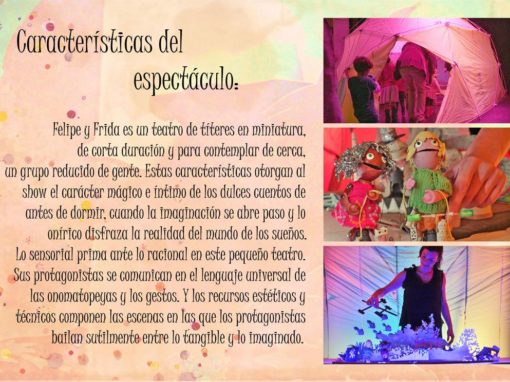 Características del
espectáculo:
Felipe y Frida es un teatro de títeres en miniatura,
de corta duración y para contemplar de cerca,
un grupo reducido de gente. Estas características otorgan al
show el carácter mágico e íntimo de los dulces cuentos de
antes de dormir, cuando la imaginación se abre paso y lo
onírico disfraza la realidad del mundo de los sueños.
Lo sensorial prima ante lo racional en este pequeño teatro.
Sus protagonistas se comunican en el lenguaje universal de
las onomatopeyas y los gestos. Y los recursos estéticos y
técnicos componen las escenas en las que los protagonistas
bailan sutilmente entre lo tangible y lo imaginado.